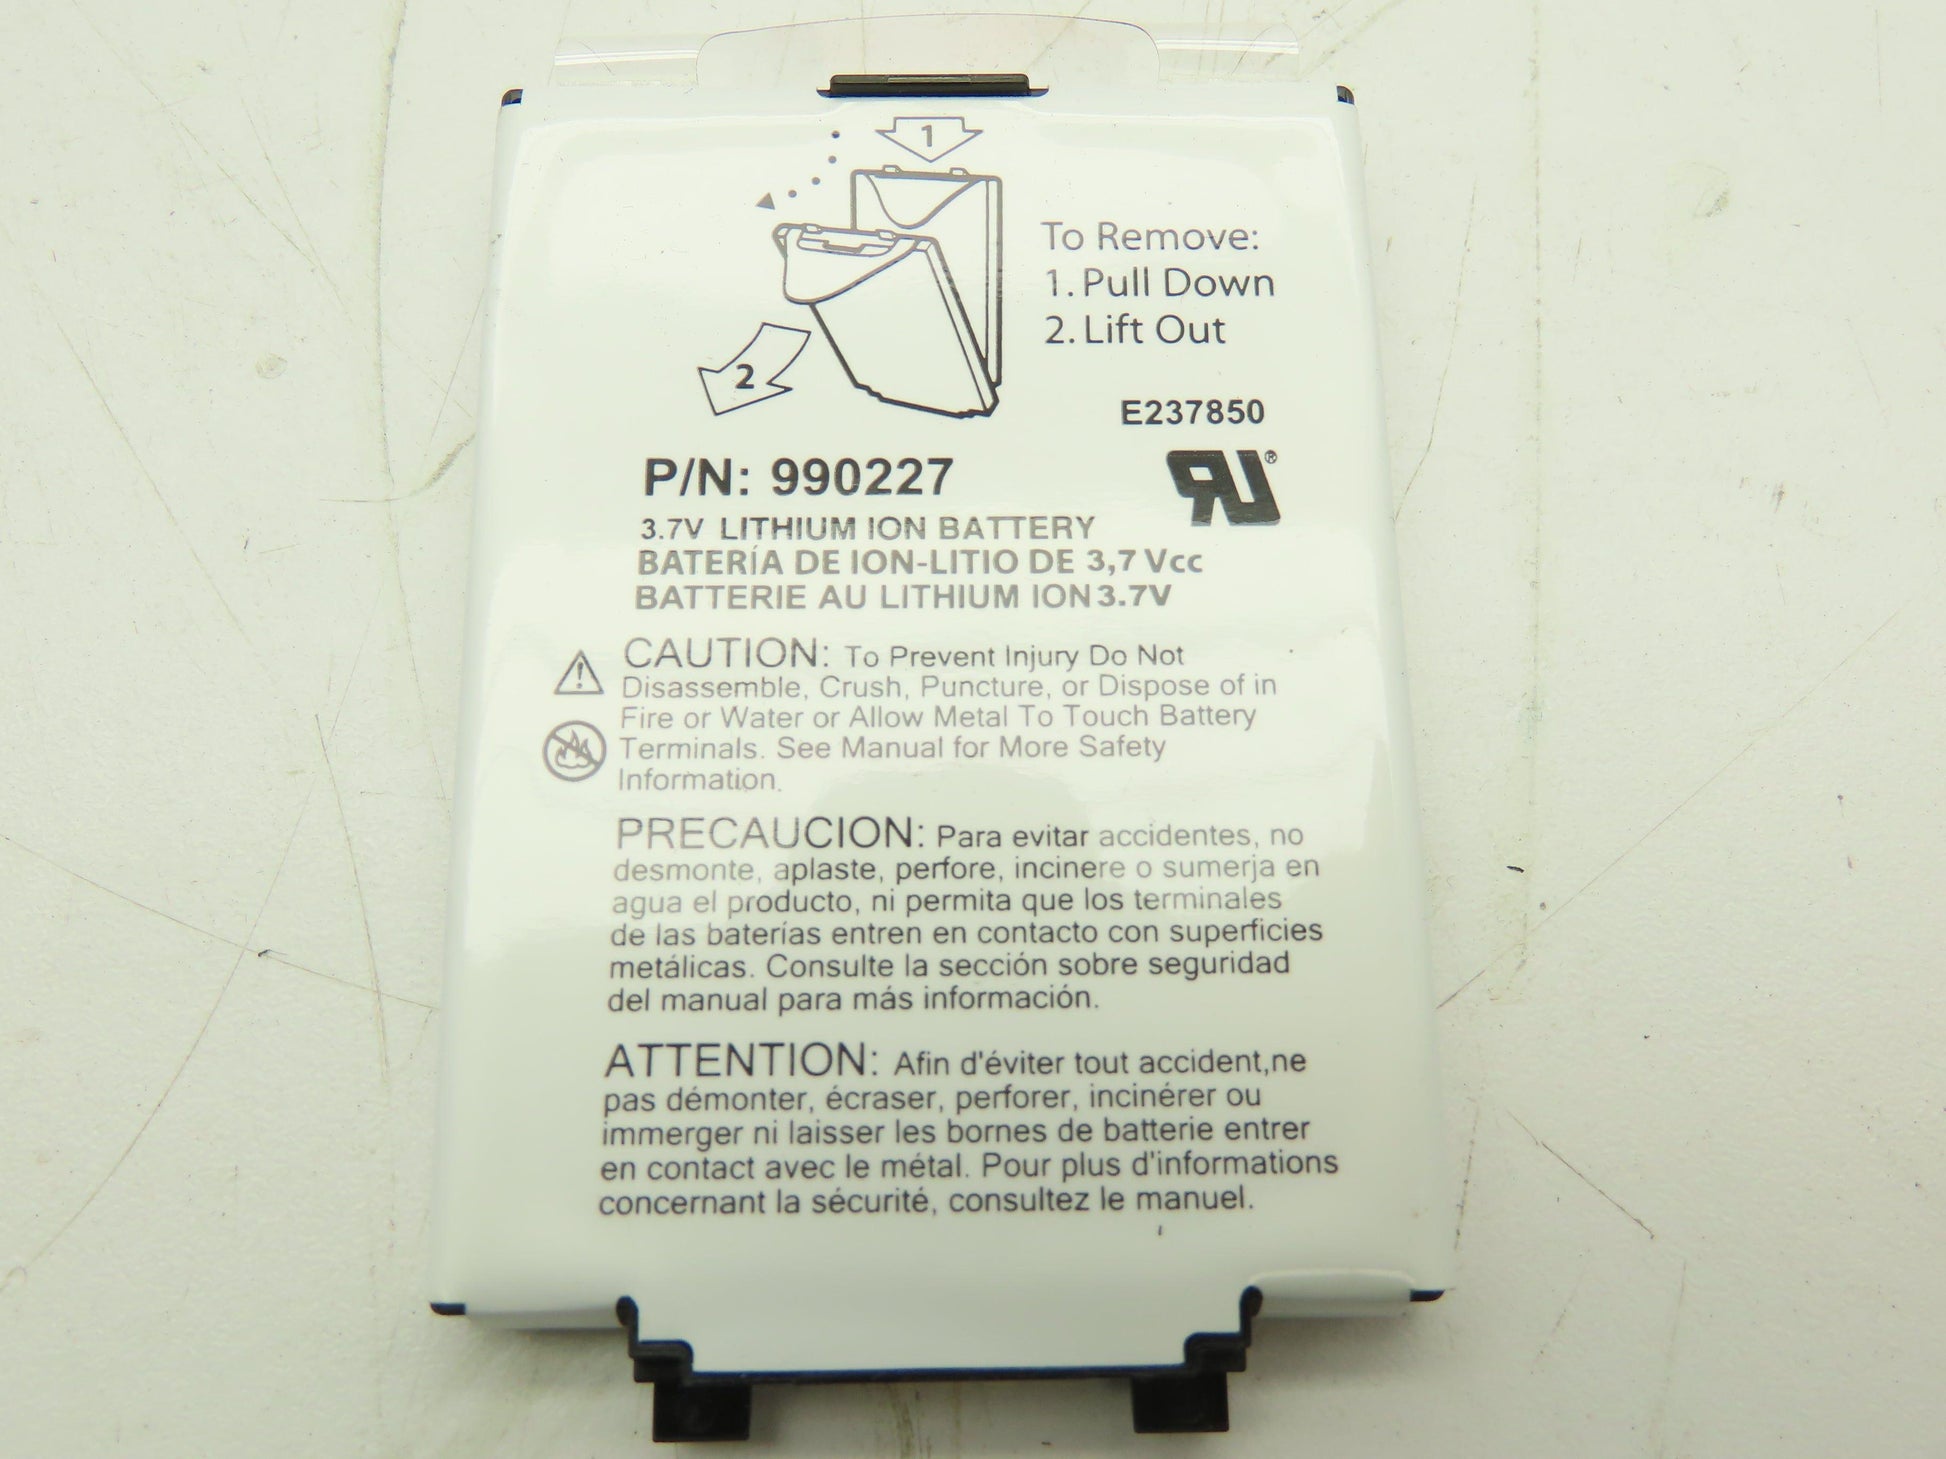 1
2
To Remove:
1. Pull Down
2. Lift Out
E237850
P/N: 990227
RU®
3.7V LITHIUM ION BATTERY
BATERÍA DE ION-LITIO DE 3,7 Vcc
BATTERIE AU LITHIUM ION 3.7V
CAUTION: To Prevent Injury Do Not
Disassemble, Crush, Puncture, or Dispose of in
Fire or Water or Allow Metal To Touch Battery
Terminals. See Manual for More Safety
Information.
PRECAUCION: Para evitar accidentes, no
desmonte, aplaste, perfore, incinere o sumerja en
agua el producto, ni permita que los terminales
de las baterías entren en contacto con superficies
metálicas. Consulte la sección sobre seguridad
del manual para más información.
ATTENTION: Afin d'éviter tout accident,ne
pas démonter, écraser, perforer, incinérer ou
immerger ni laisser les bornes de batterie entrer
en contact avec le métal. Pour plus d'informations
concernant la sécurité, consultez le manuel.